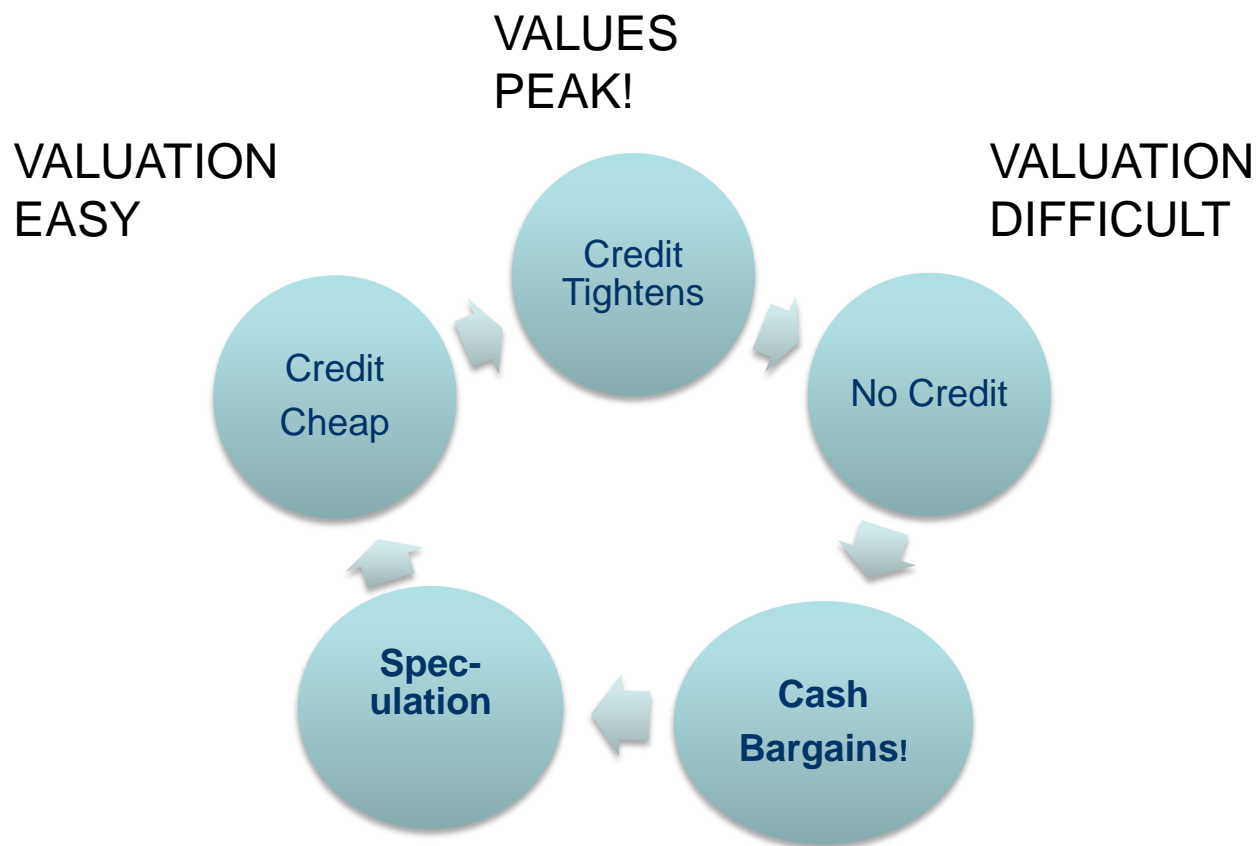 VALUES
PEAK!
VALUATION
EASY
VALUATION
DIFFICULT
Credit
Tightens
Credit
Cheap
No Credit
Spec-
ulation
Cash
Bargains!